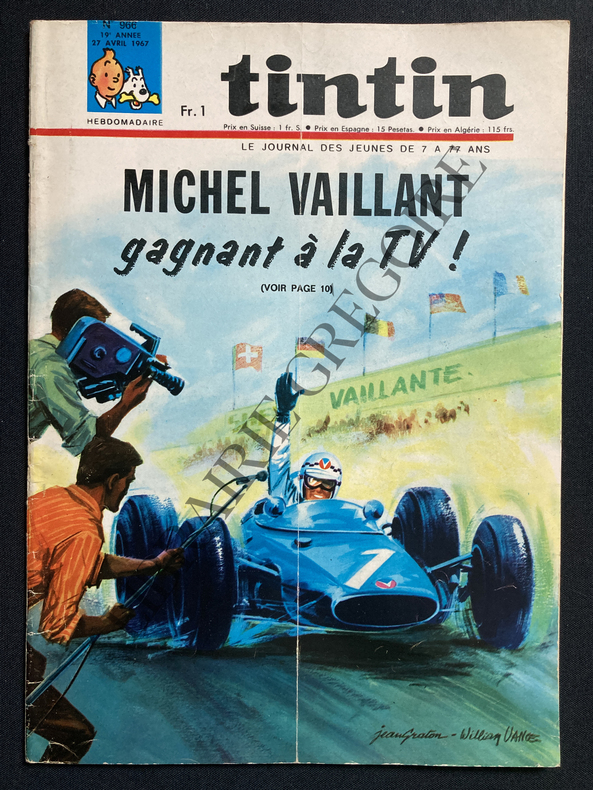 N° 966
19e ANNEE
27 AVRIL 1967
HEBDOMADAIRE
Fr. 1
tintin
Prix en Suisse : 1 fr. S. ● Prix en Espagne : 15 Pesetas. ● Prix en Algérie : 115 frs.
LE JOURNAL DES JEUNES DE 7 A 77 ANS
MICHEL VAILLANT
gagnant à la TV !
(VOIR PAGE 10)
VAILLANTE
V
1
V
Jean Graton - William VANCE
AIRIE GREGOIRE